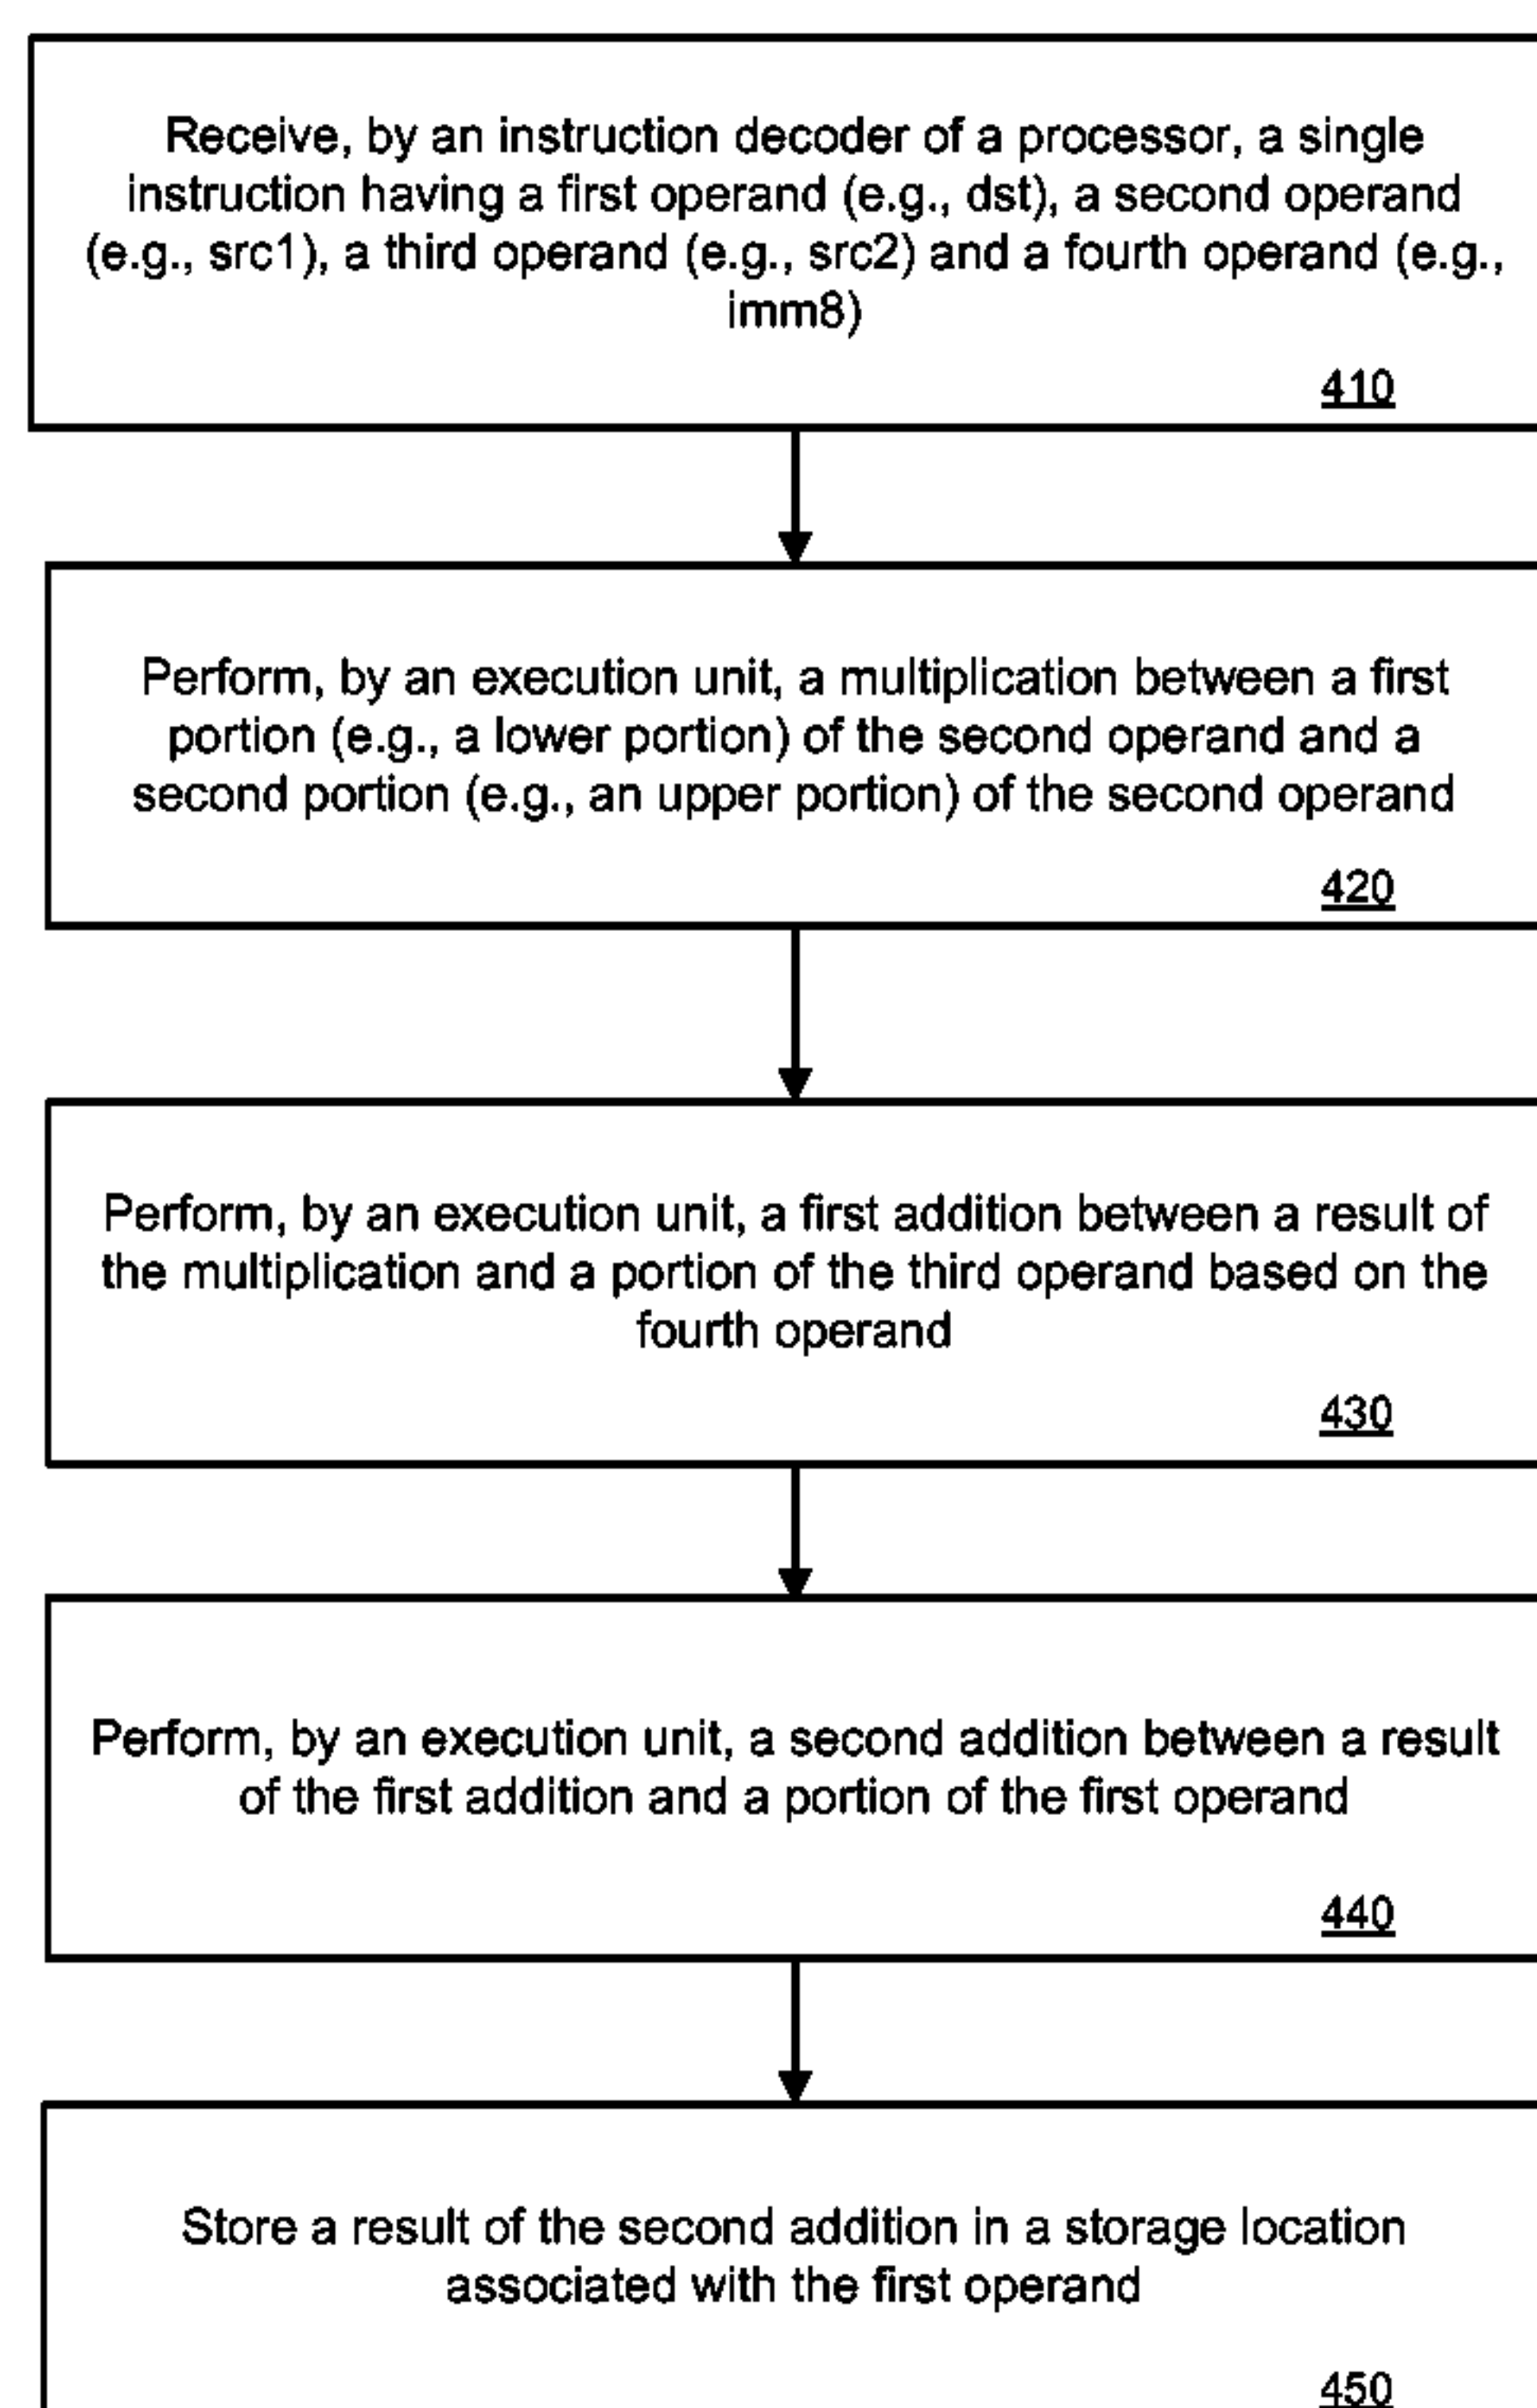 Receive, by an instruction decoder of a processor, a single
instruction having a first operand (e.g., dst), a second operand
(e.g., src1), a third operand (e.g., src2) and a fourth operand (e.g.,
imm8)
410
Perform, by an execution unit, a multiplication between a first
portion (e.g., a lower portion) of the second operand and a
second portion (e.g., an upper portion) of the second operand
420
Perform, by an execution unit, a first addition between a result of
the multiplication and a portion of the third operand based on the
fourth operand
430
Perform, by an execution unit, a second addition between a result
of the first addition and a portion of the first operand
440
Store a result of the second addition in a storage location
associated with the first operand
450